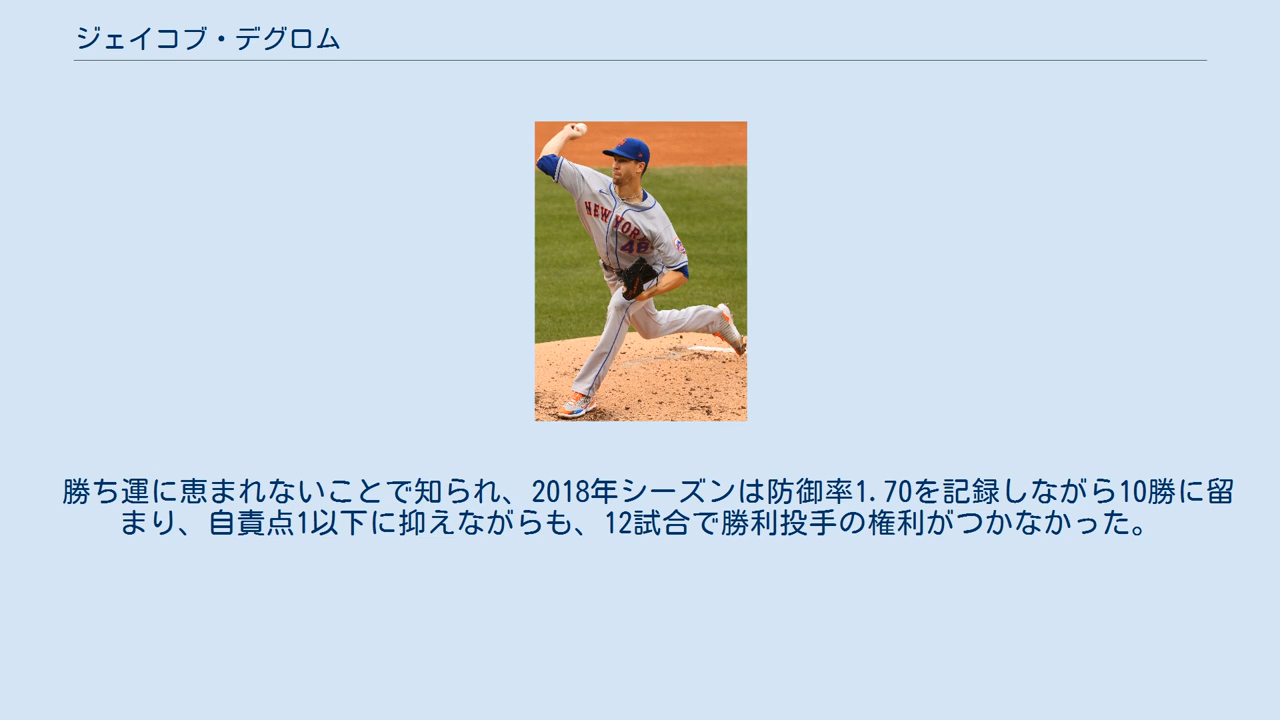 ジェイコブ・デグロム
NEW YORK
48
勝ち運に恵まれないことで知られ、2018年シーズンは防御率1.70を記録しながら10勝に留
まり、自責点1以下に抑えながらも、12試合で勝利投手の権利がつかなかった。